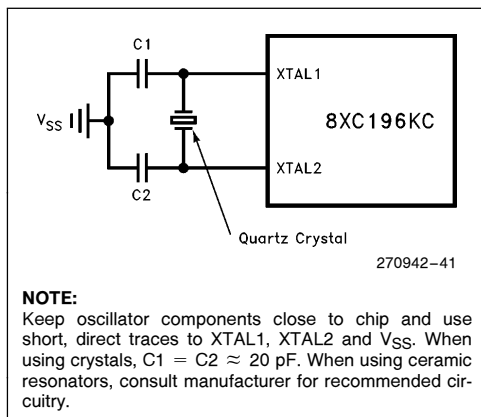 C1
XTAL1
VSS
8XC196KC
XTAL2
C2
Quartz Crystal
270942–41
NOTE:
Keep oscillator components close to chip and use
short, direct traces to XTAL1, XTAL2 and VSS. When
using crystals, C1 = C2 ≈ 20 pF. When using ceramic
resonators, consult manufacturer for recommended cir-
cuitry.